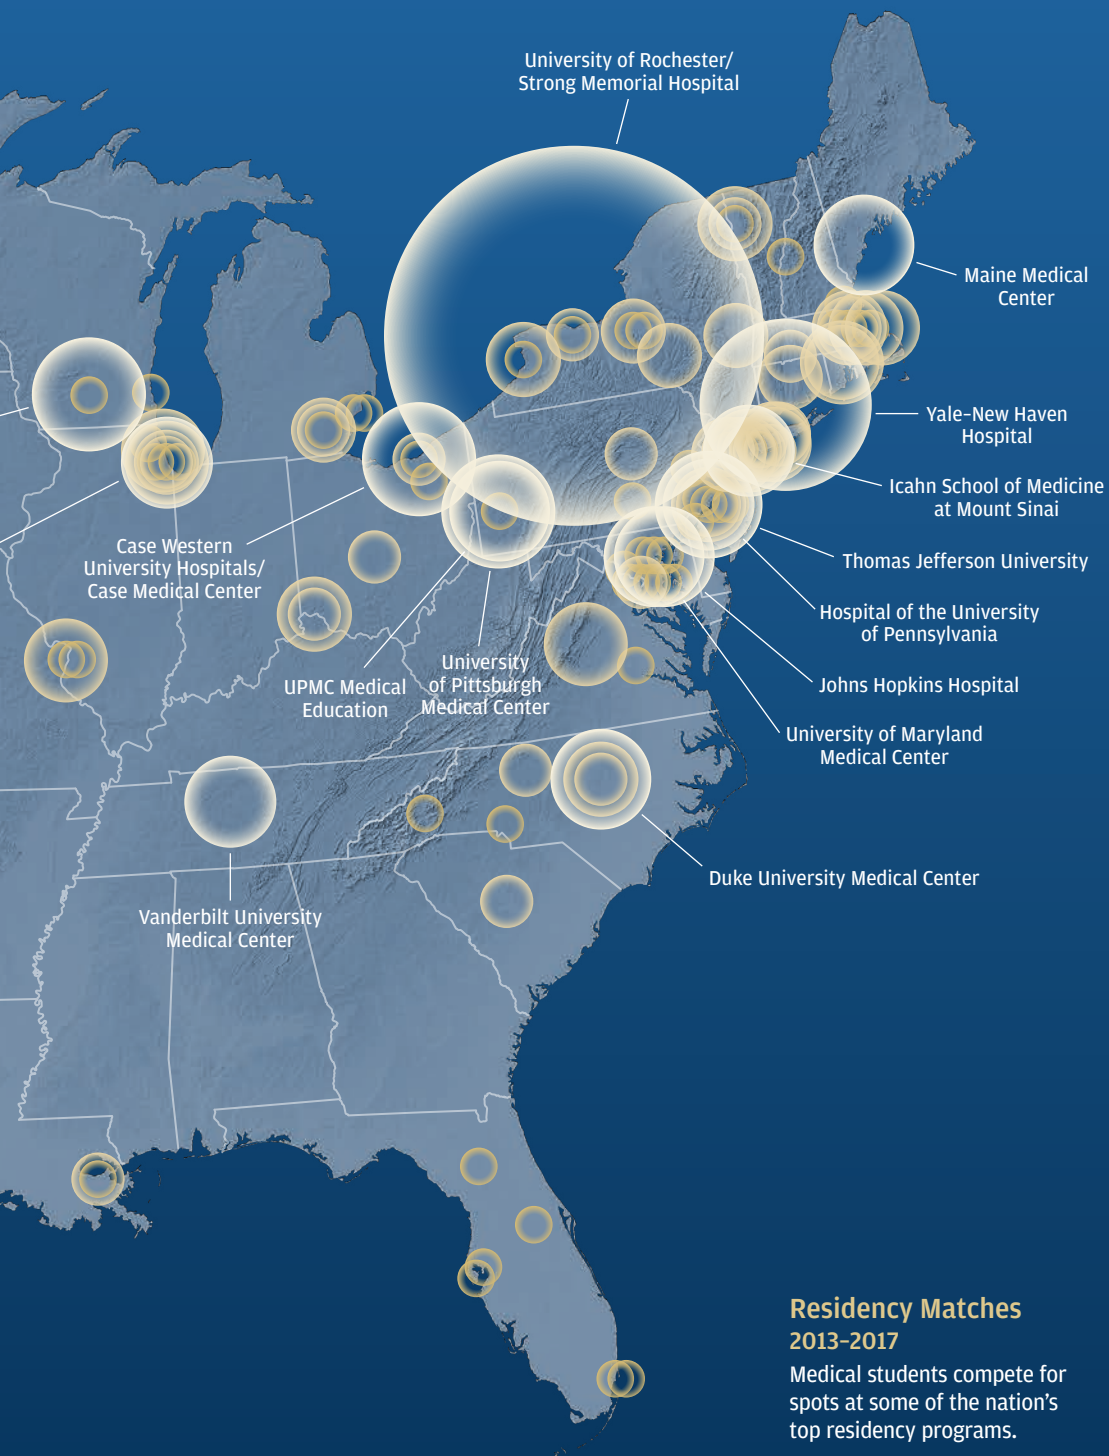 University of Rochester/
Strong Memorial Hospital
Maine Medical
Center
Yale–New Haven
Hospital
Icahn School of Medicine
at Mount Sinai
Case Western
University Hospitals/
Case Medical Center
Thomas Jefferson University
Hospital of the University
of Pennsylvania
University
of Pittsburgh
Medical Center
UPMC Medical
Education
Johns Hopkins Hospital
University of Maryland
Medical Center
Duke University Medical Center
Vanderbilt University
Medical Center
Residency Matches
2013–2017
Medical students compete for
spots at some of the nation’s
top residency programs.